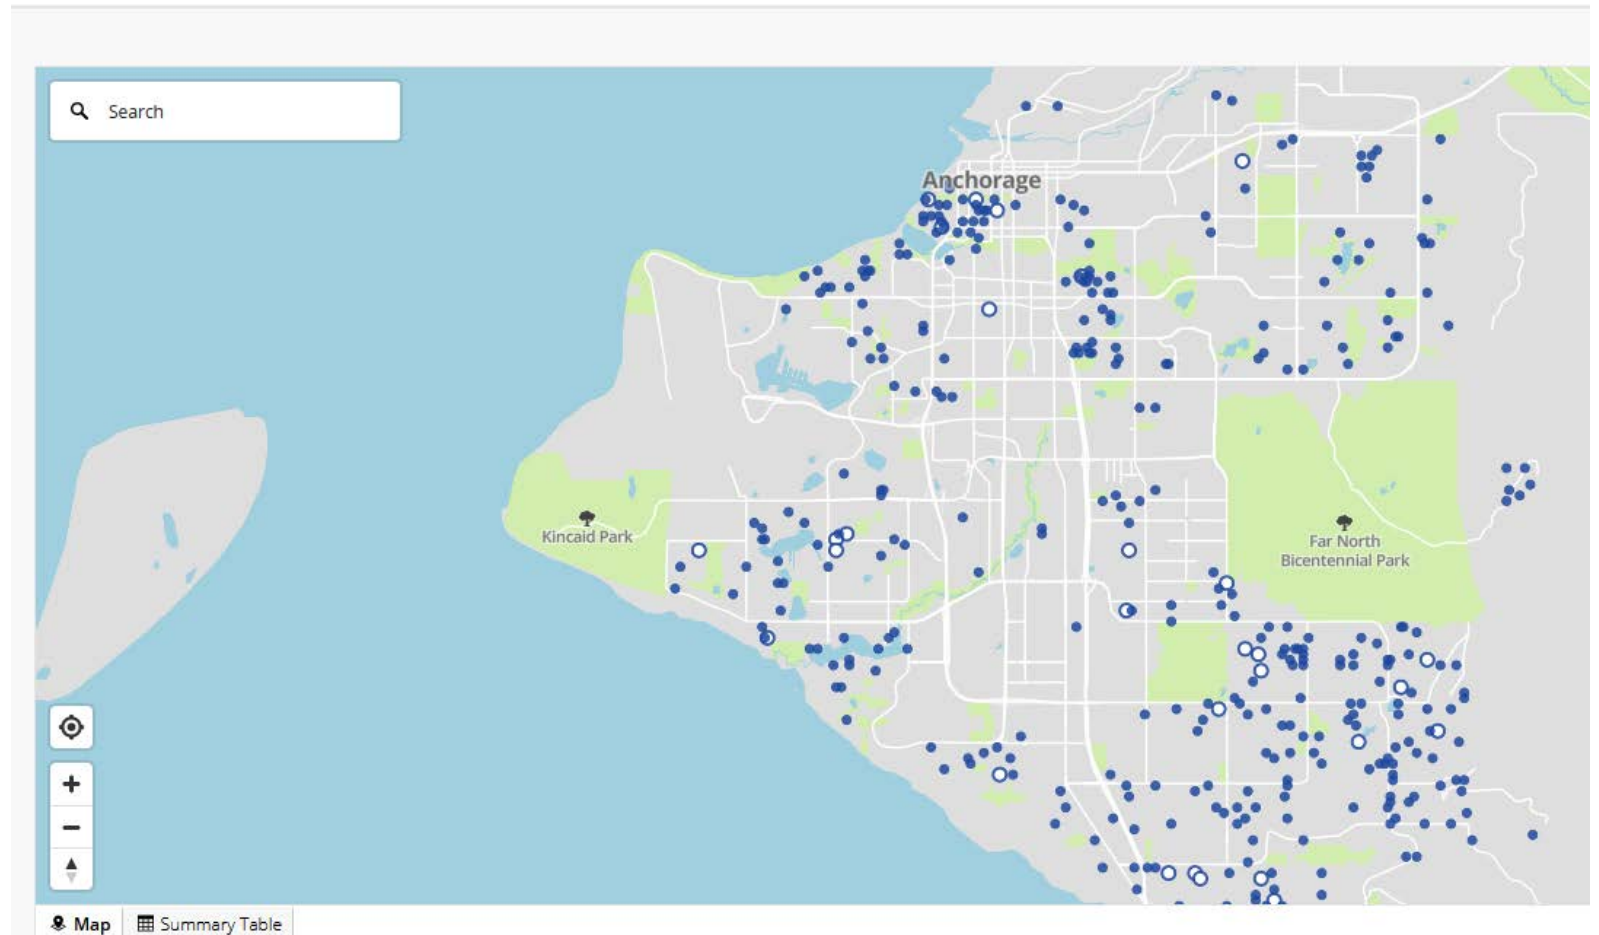 Search
Anchorage
Kincaid Park
Far North
Bicentennial Park
Map
Summary Table